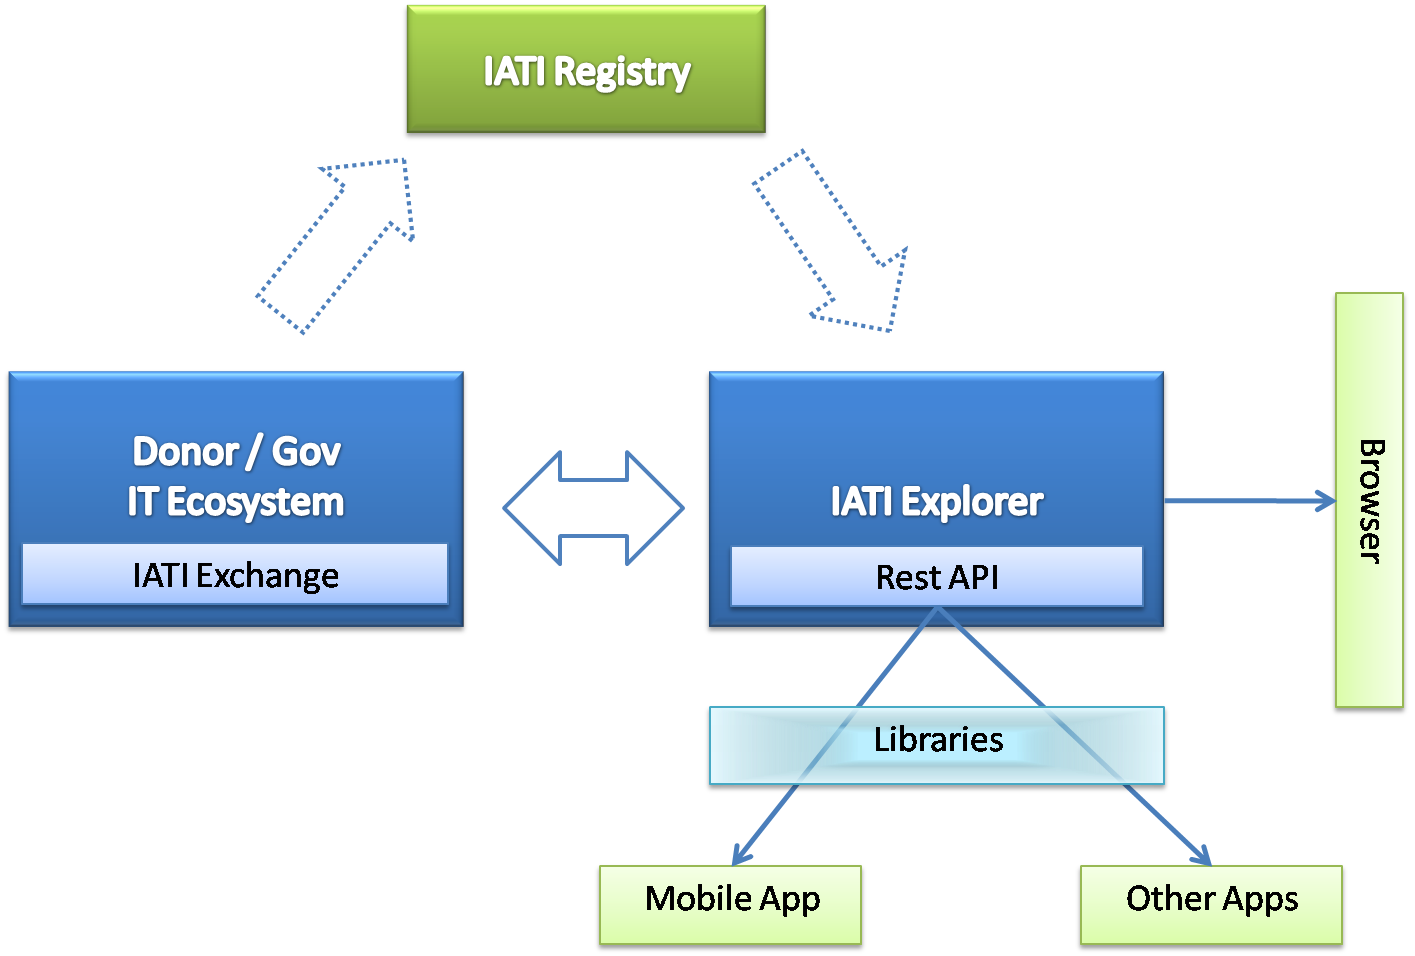 IATI Registry
Donor / Gov
IT Ecosystem
IATI Exchange
IATI Explorer
Rest API
Browser
Libraries
Mobile App
Other Apps